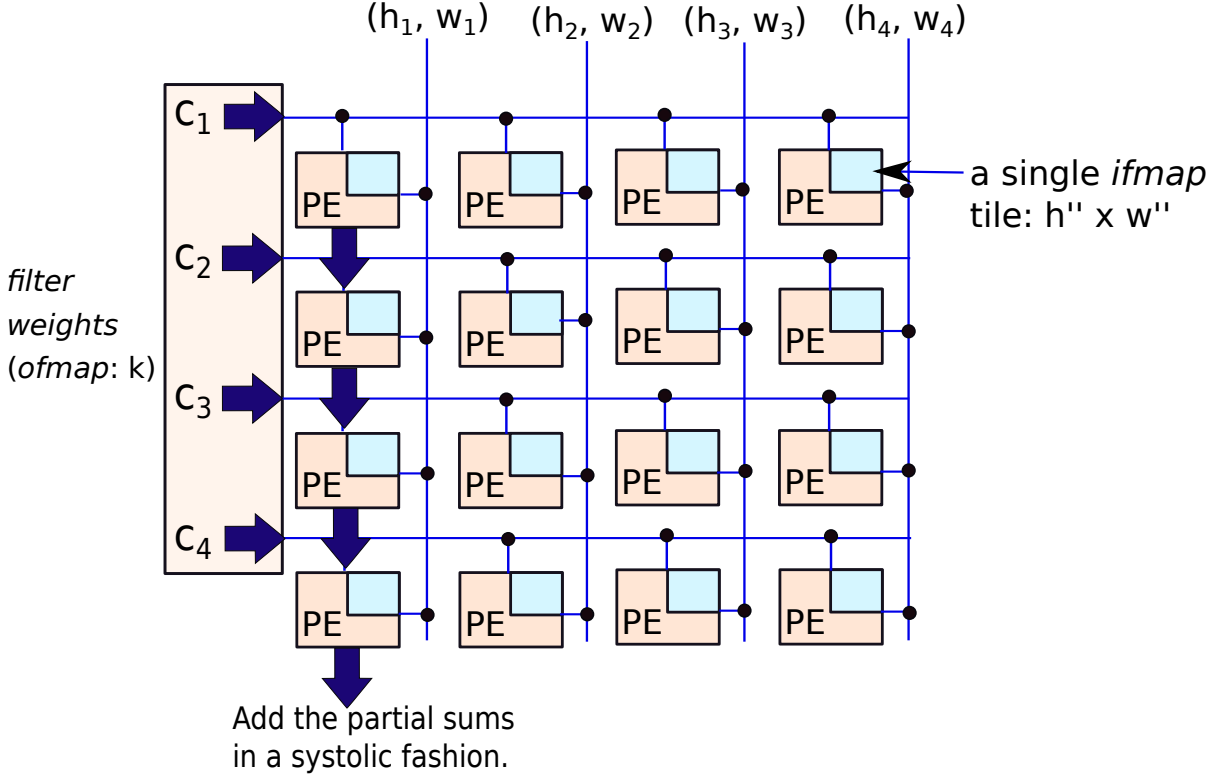 (h₁, w₁) (h₂, w₂) (h₃, w₃) (h₄, w₄)
C₁
PE PE PE PE
a single ifmap
tile: h'' x w''
C₂
filter
weights
(ofmap: k)
PE PE PE PE
C₃
PE PE PE PE
C₄
PE PE PE PE
Add the partial sums
in a systolic fashion.